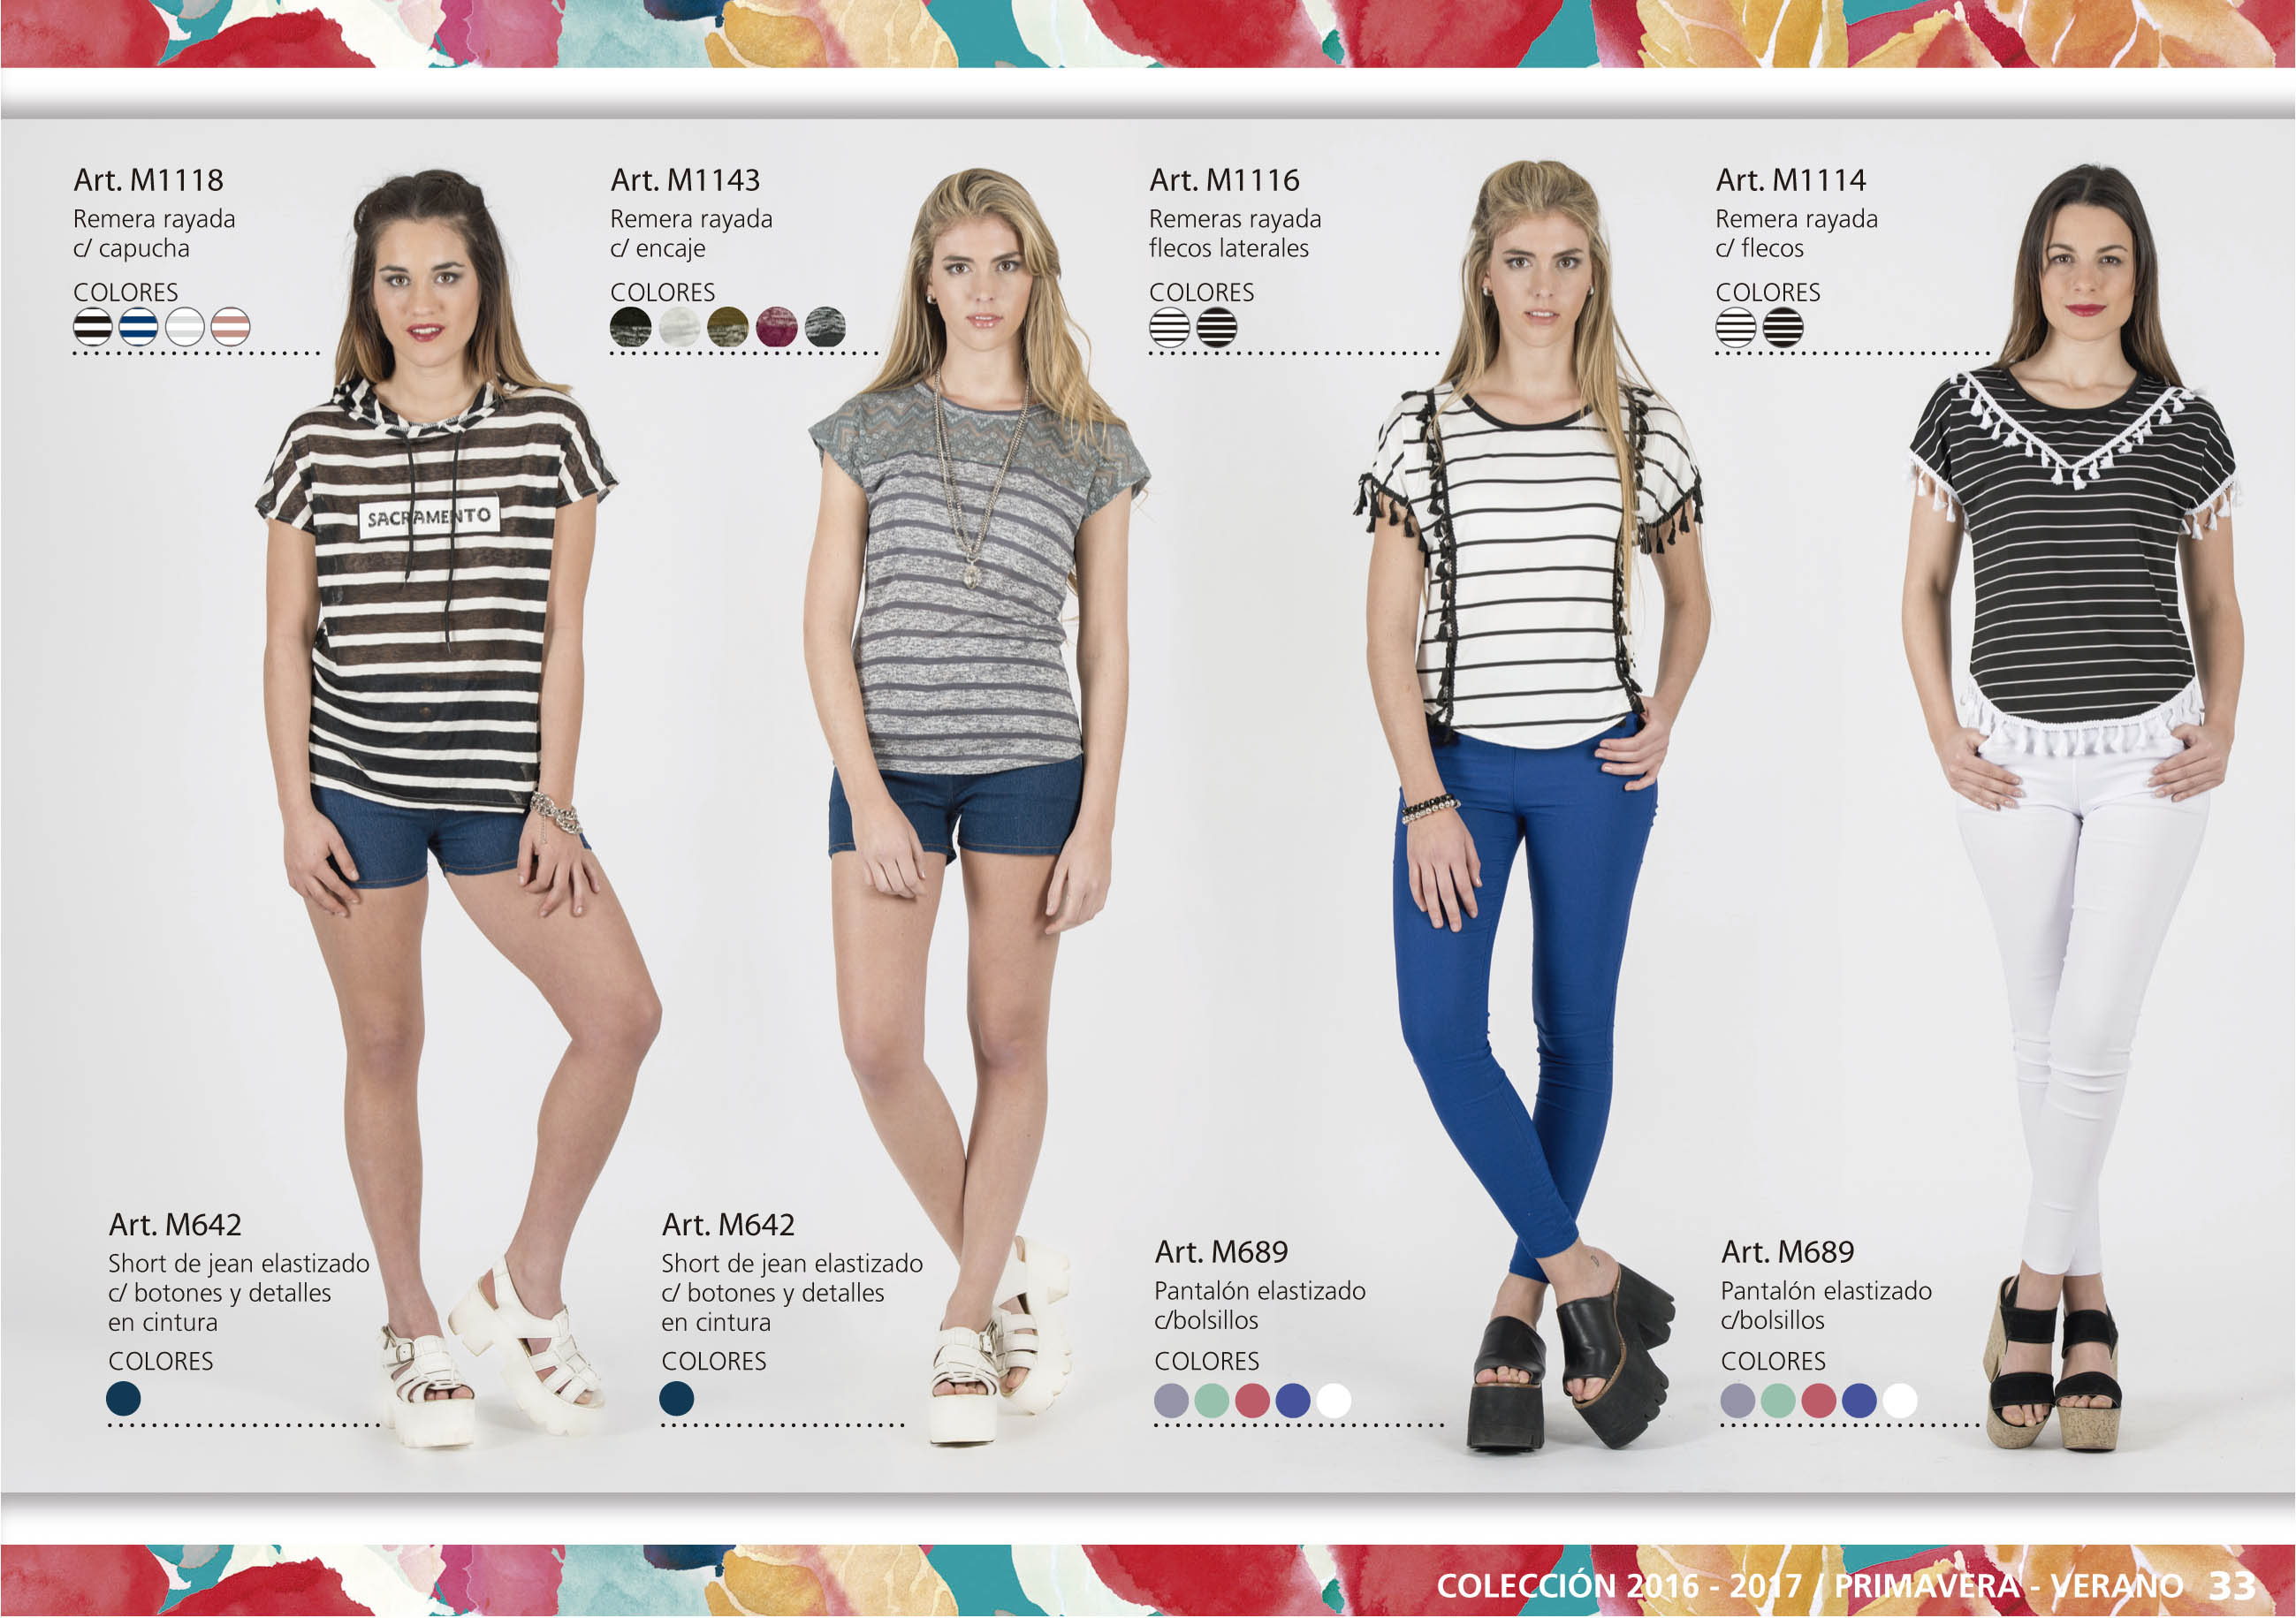 Art. M1118
Remera rayada
c/ capucha
COLORES
Art. M1143
Remera rayada
c/ encaje
COLORES
Art. M1116
Remeras rayada
flecos laterales
COLORES
Art. M1114
Remera rayada
c/ flecos
COLORES
SACRAMENTO
Art. M642
Short de jean elastizado
c/ botones y detalles
en cintura
COLORES
Art. M642
Short de jean elastizado
c/ botones y detalles
en cintura
COLORES
Art. M689
Pantalón elastizado
c/bolsillos
COLORES
Art. M689
Pantalón elastizado
c/bolsillos
COLORES
COLECCIÓN 2016 - 2017 / PRIMAVERA - VERANO 33